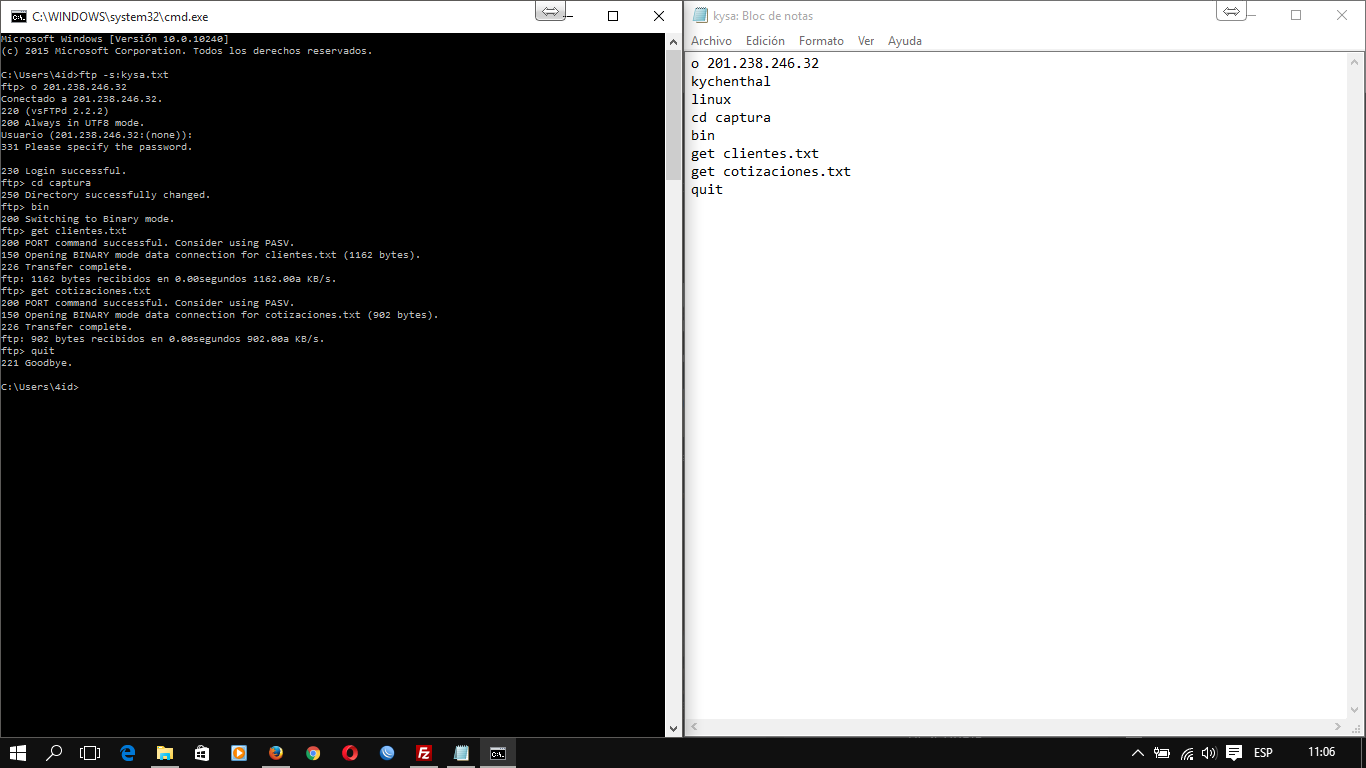 C:\WINDOWS\system32\cmd.exe
Microsoft Windows [Versión 10.0.10240]
(c) 2015 Microsoft Corporation. Todos los derechos reservados.
C:\Users\4id>ftp -s:kysa.txt
ftp> o 201.238.246.32
Conectado a 201.238.246.32.
220 (vsFTPd 2.2.2)
200 Always in UTF8 mode.
Usuario (201.238.246.32:(none)):
331 Please specify the password.
230 Login successful.
ftp> cd captura
250 Directory successfully changed.
ftp> bin
200 Switching to Binary mode.
ftp> get clientes.txt
200 PORT command successful. Consider using PASV.
150 Opening BINARY mode data connection for clientes.txt (1162 bytes).
226 Transfer complete.
ftp: 1162 bytes recibidos en 0.00segundos 1162.00a KB/s.
ftp> get cotizaciones.txt
200 PORT command successful. Consider using PASV.
150 Opening BINARY mode data connection for cotizaciones.txt (902 bytes).
226 Transfer complete.
ftp: 902 bytes recibidos en 0.00segundos 902.00a KB/s.
ftp> quit
221 Goodbye.
C:\Users\4id>
kysa: Bloc de notas
Archivo Edición Formato Ver Ayuda
o 201.238.246.32
kychenthal
linux
cd captura
bin
get clientes.txt
get cotizaciones.txt
quit
ESP 11:06